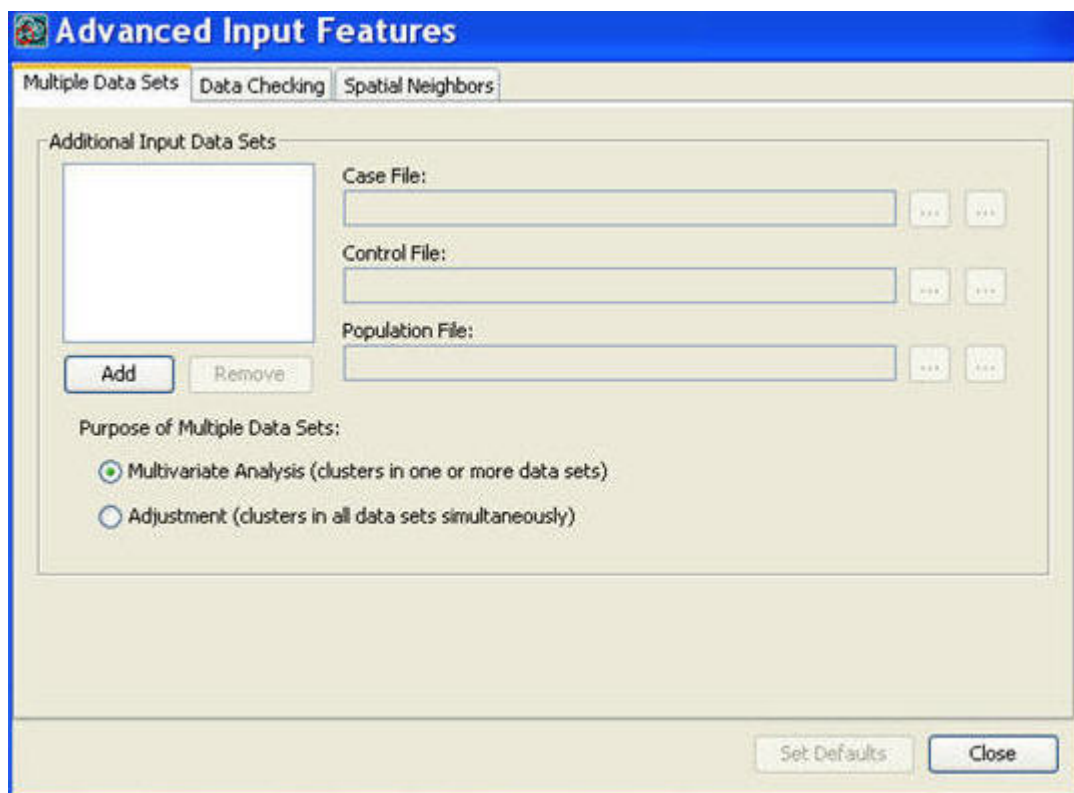 Advanced Input Features
Multiple Data Sets Data Checking Spatial Neighbors
Additional Input Data Sets
Case File:
... ...
Control File:
... ...
Population File:
... ...
Add Remove
Purpose of Multiple Data Sets:
Multivariate Analysis (clusters in one or more data sets)
Adjustment (clusters in all data sets simultaneously)
Set Defaults Close